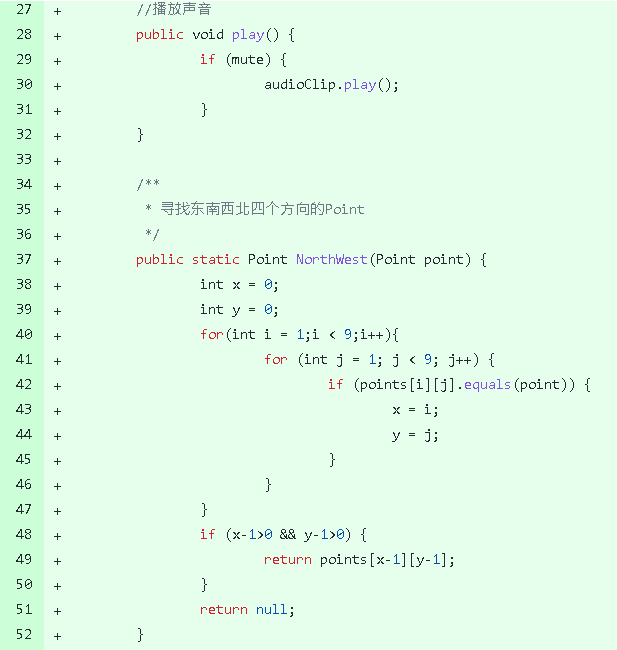 27 + //播放声音
28 + public void play() {
29 + if (mute) {
30 + audioClip.play();
31 + }
32 + }
33 +
34 + /**
35 + * 寻找东南西北四个方向的Point
36 + */
37 + public static Point NorthWest(Point point) {
38 + int x = 0;
39 + int y = 0;
40 + for(int i = 1;i < 9;i++){
41 + for (int j = 1; j < 9; j++) {
42 + if (points[i][j].equals(point)) {
43 + x = i;
44 + y = j;
45 + }
46 + }
47 + }
48 + if (x-1>0 && y-1>0) {
49 + return points[x-1][y-1];
50 + }
51 + return null;
52 + }